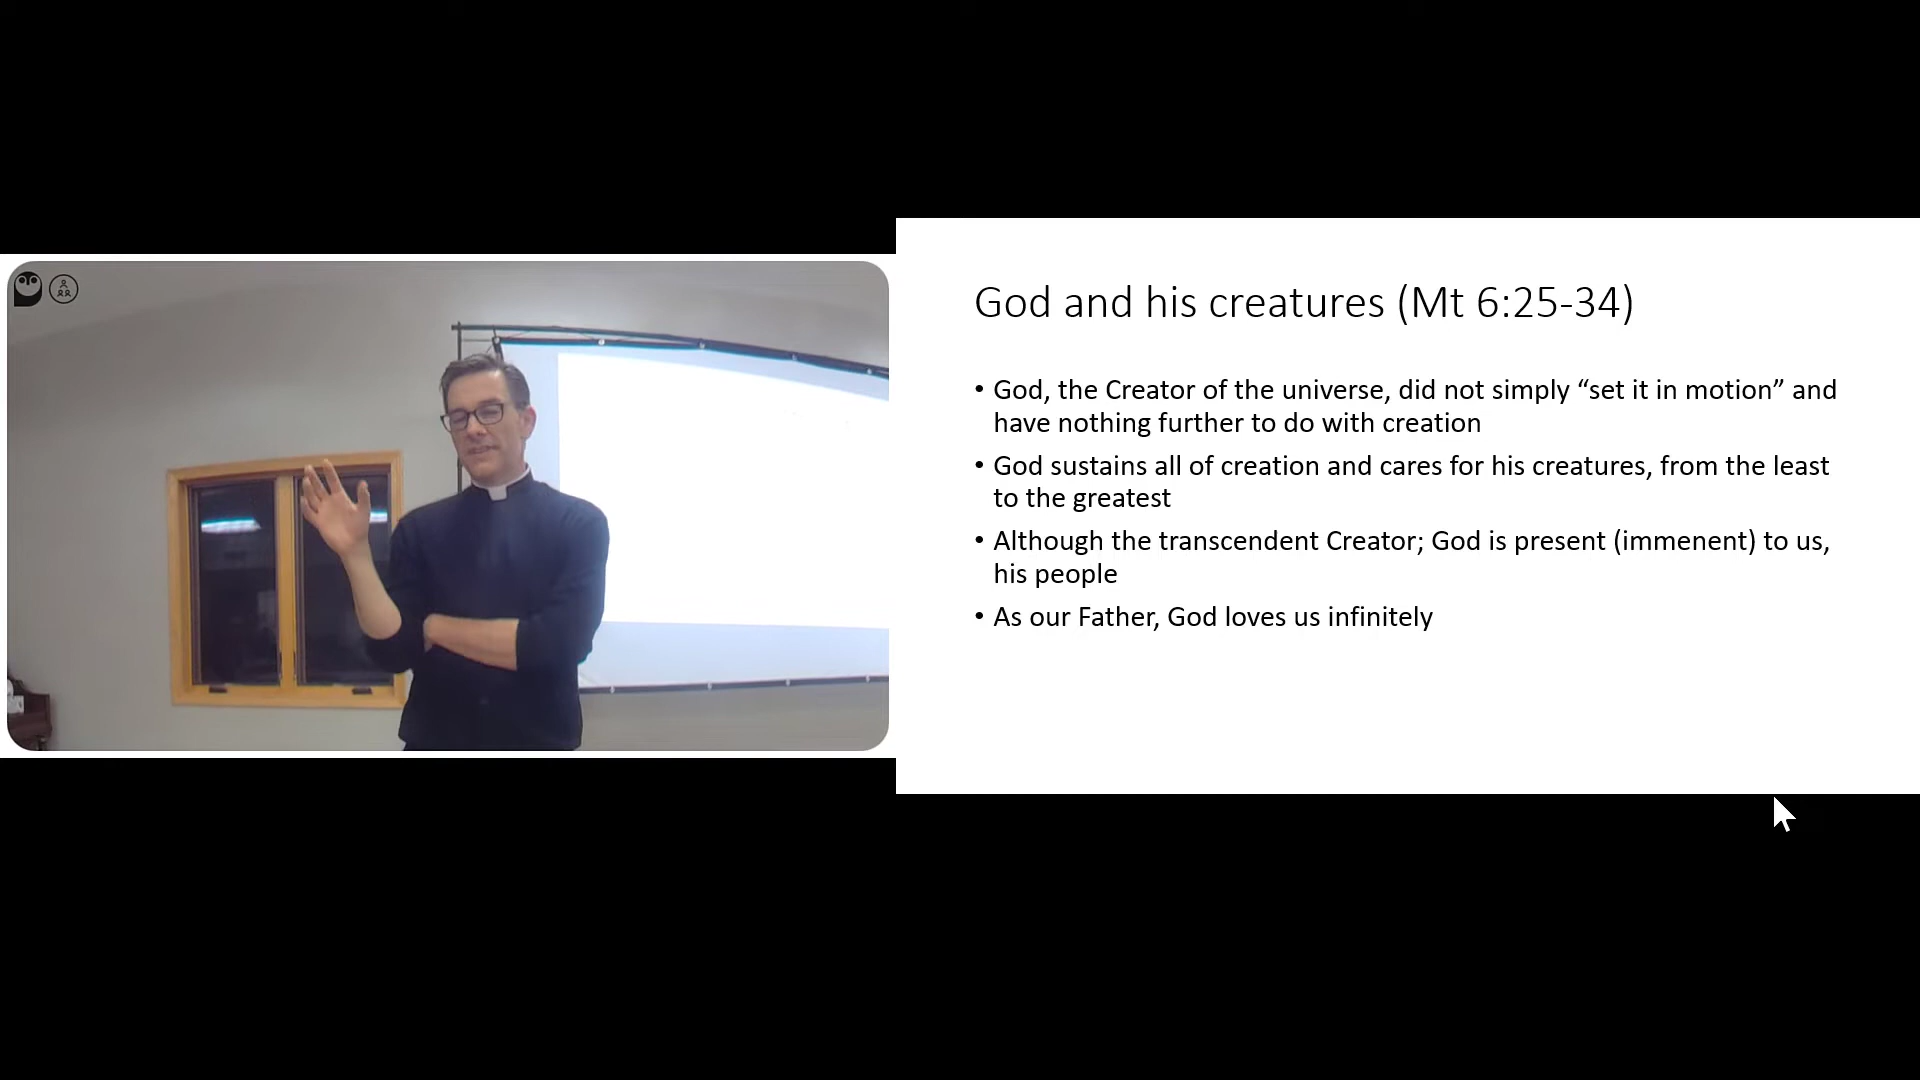 God and his creatures (Mt 6:25-34)
• God, the Creator of the universe, did not simply “set it in motion” and
have nothing further to do with creation
• God sustains all of creation and cares for his creatures, from the least
to the greatest
• Although the transcendent Creator; God is present (immenent) to us,
his people
• As our Father, God loves us infinitely